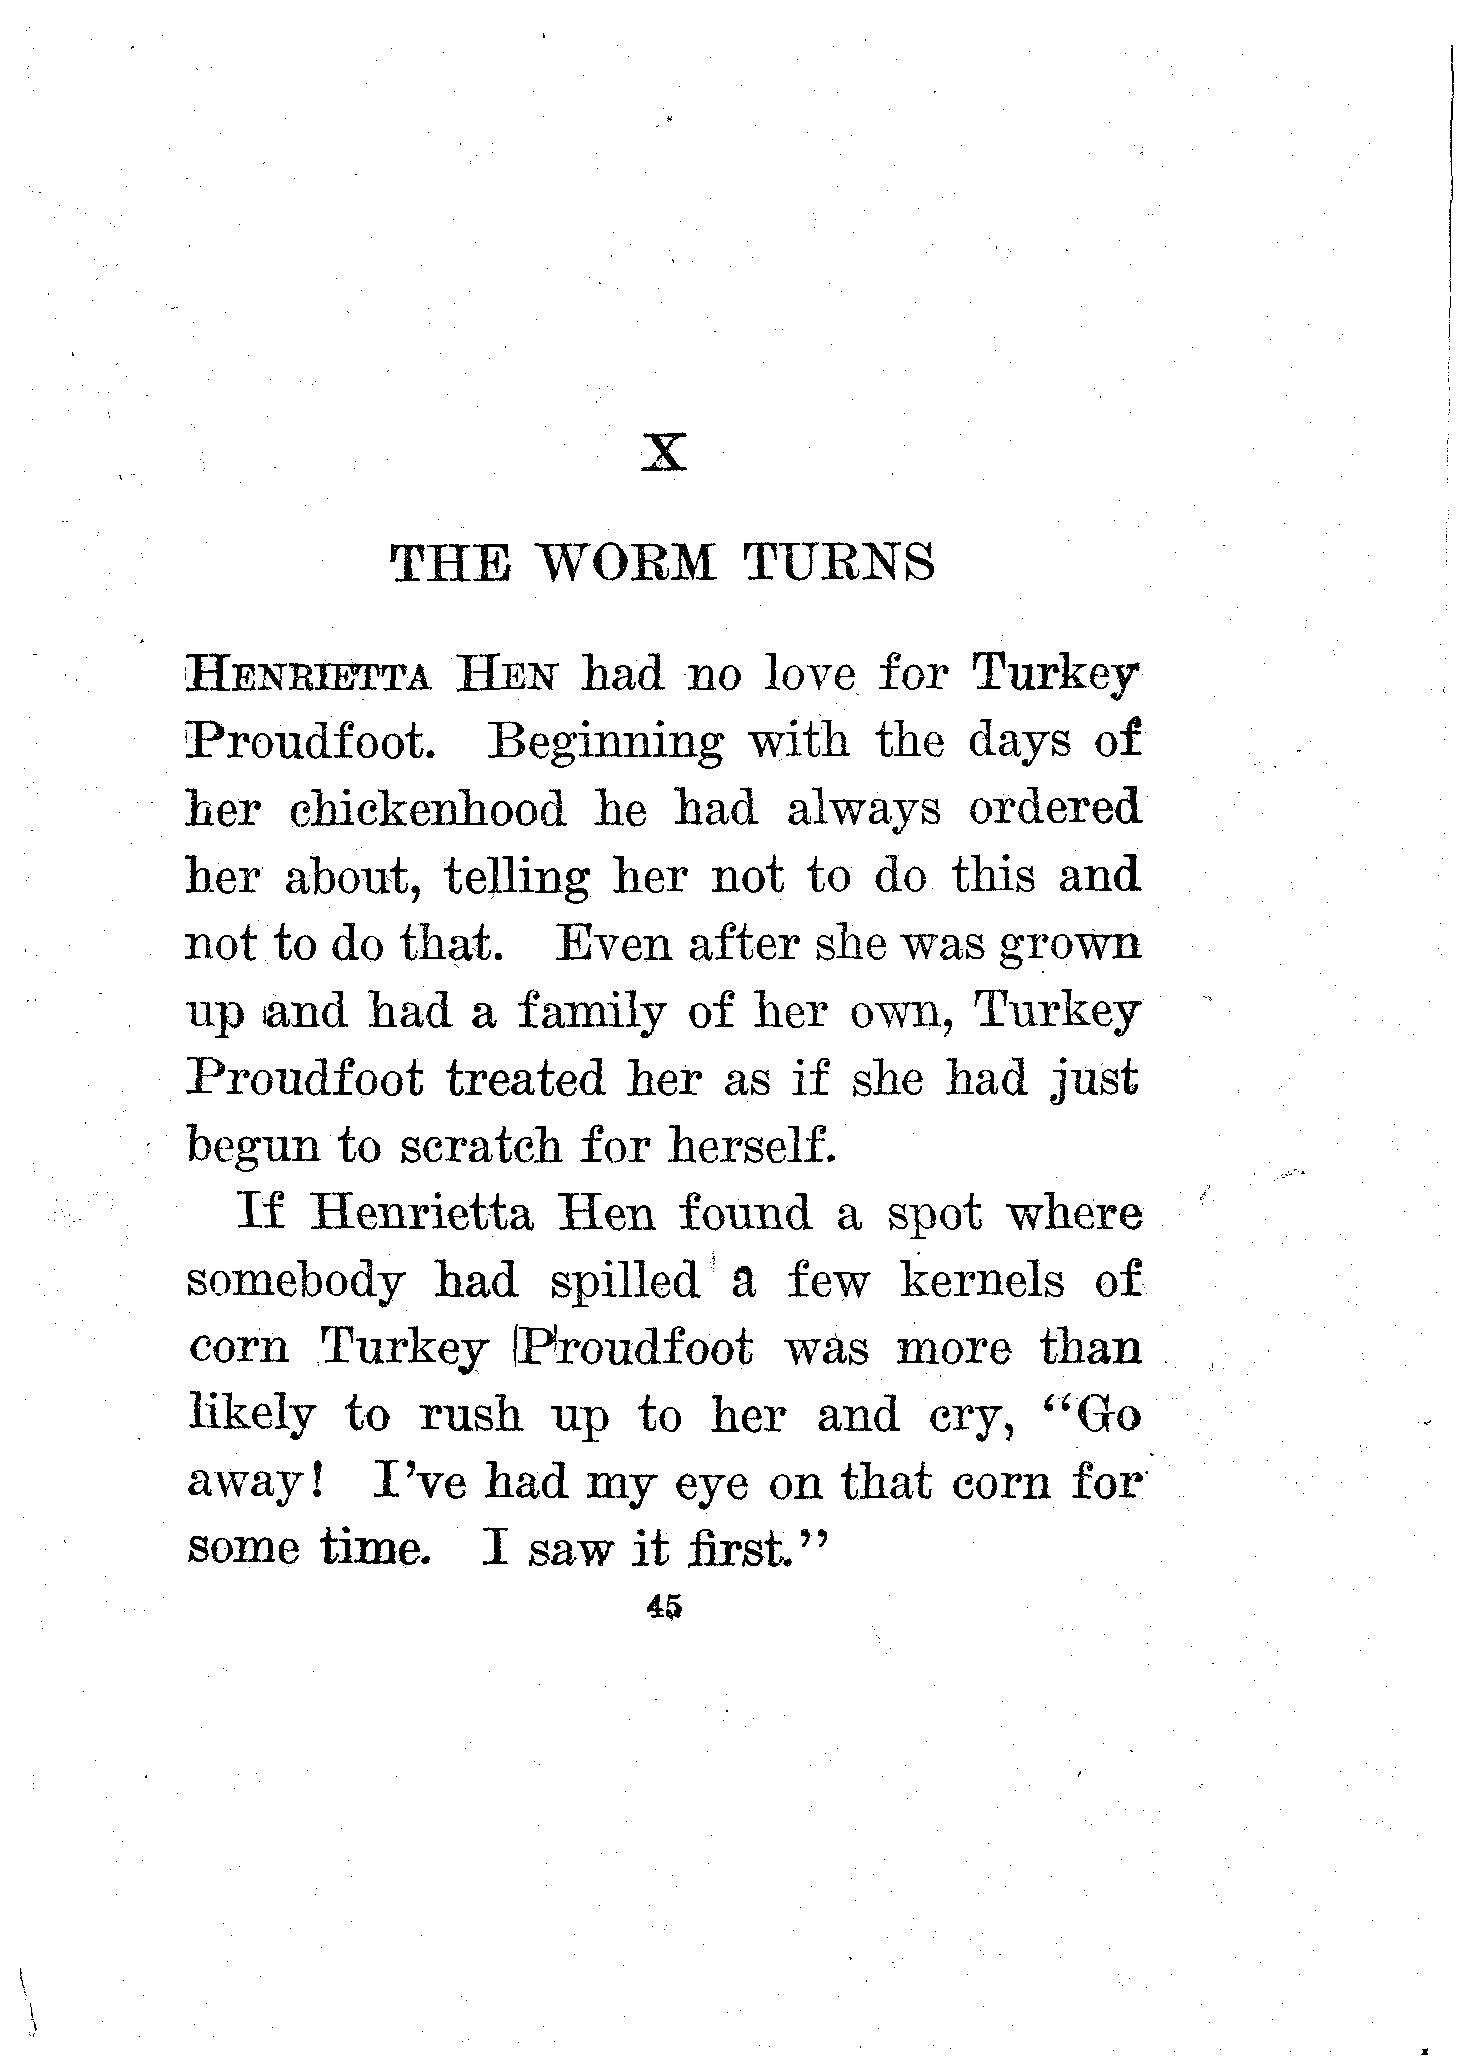 X
THE WORM TURNS
HENRIETTA HEN had no love for Turkey
Proudfoot. Beginning with the days of
her chickenhood he had always ordered
her about, telling her not to do this and
not to do that. Even after she was grown
up and had a family of her own, Turkey
Proudfoot treated her as if she had just
begun to scratch for herself.
If Henrietta Hen found a spot where
somebody had spilled a few kernels of
corn Turkey Proudfoot was more than
likely to rush up to her and cry, “Go
away! I’ve had my eye on that corn for
some time. I saw it first.”
45